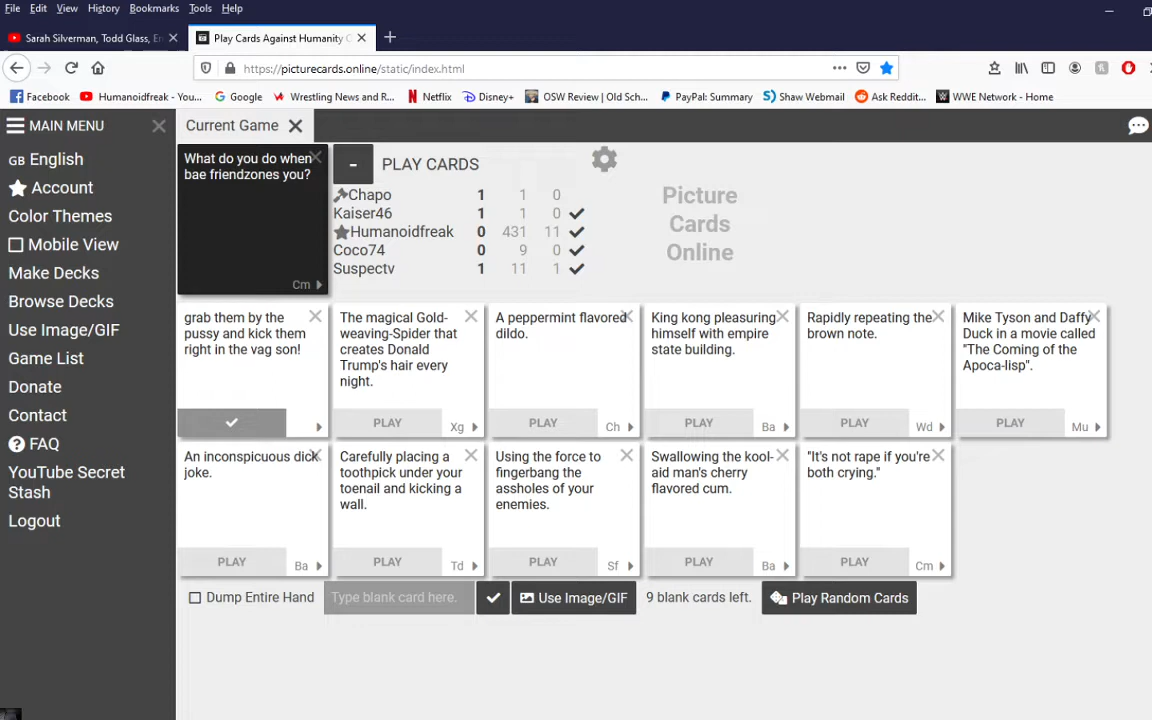 File Edit View History Bookmarks Tools Help
Sarah Silverman, Todd Glass, E
Play Cards Against Humanity O
https://picturecards.online/static/index.html
Facebook Humanoidfreak - You... Google Wrestling News and R... Netflix Disney+ OSW Review | Old Sch... PayPal: Summary Shaw Webmail Ask Reddit... WWE Network - Home
MAIN MENU
GB English
Account
Color Themes
Mobile View
Make Decks
Browse Decks
Use Image/GIF
Game List
Donate
Contact
FAQ
YouTube Secret
Stash
Logout
Current Game
What do you do when
bae friendzones you?
Cm
- PLAY CARDS
Chapo 1 1 0
Kaiser46 1 1 0
Humanoidfreak 0 431 11
Coco74 0 9 0
Suspectv 1 11 1
Picture
Cards
Online
grab them by the
pussy and kick them
right in the vag son!
The magical Gold-
weaving-Spider that
creates Donald
Trump's hair every
night.
PLAY Xg
A peppermint flavored
dildo.
PLAY Ch
King kong pleasuring
himself with empire
state building.
PLAY Ba
Rapidly repeating the
brown note.
PLAY Wd
Mike Tyson and Daffy
Duck in a movie called
"The Coming of the
Apoca-lisp".
PLAY Mu
An inconspicuous dick
joke.
PLAY Ba
Carefully placing a
toothpick under your
toenail and kicking a
wall.
PLAY Td
Using the force to
fingerbang the
assholes of your
enemies.
PLAY Sf
Swallowing the kool-
aid man's cherry
flavored cum.
PLAY Ba
"It's not rape if you're
both crying."
PLAY Cm
Dump Entire Hand Type blank card here. Use Image/GIF 9 blank cards left. Play Random Cards